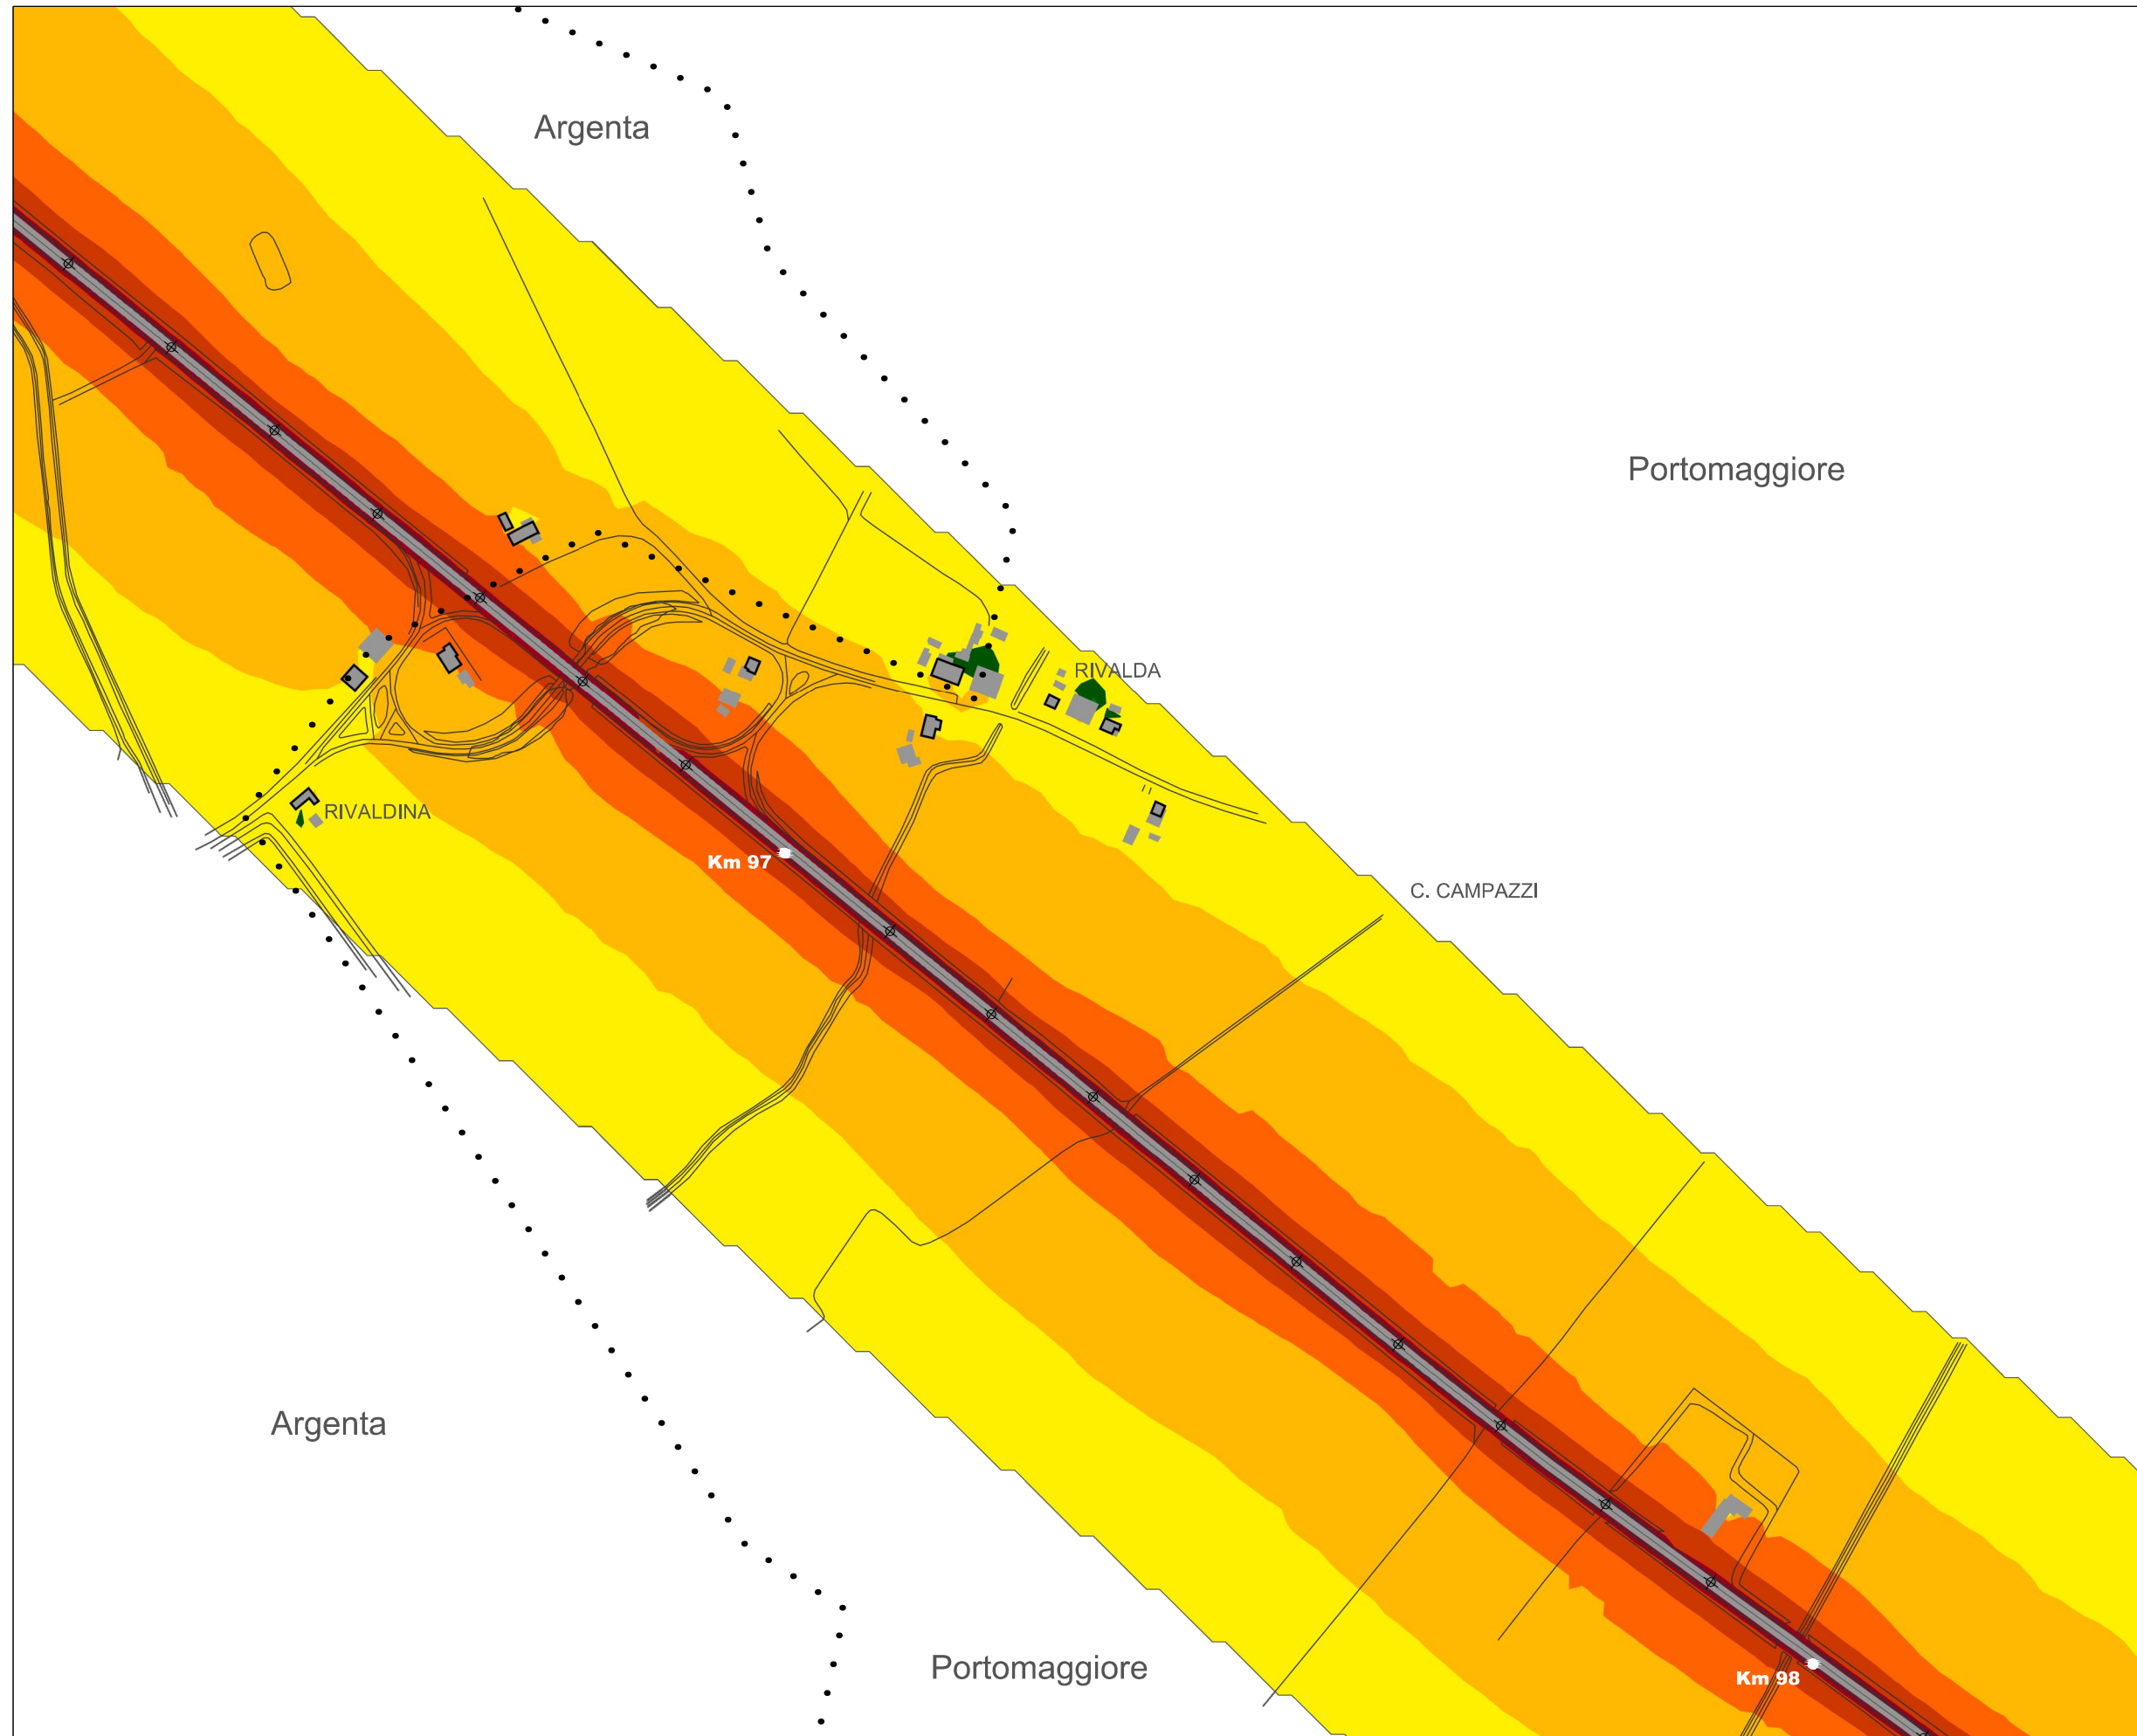 Argenta
Portomaggiore
RIVALDA
RIVALDINA
Km 97
C. CAMPAZZI
Argenta
Portomaggiore
Km 98